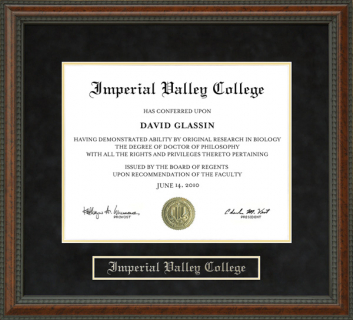 Imperial Valley College
HAS CONFERRED UPON
DAVID GLASSIN
HAVING DEMONSTRATED ABILITY BY ORIGINAL RESEARCH IN BIOLOGY
THE DEGREE OF DOCTOR OF PHILOSOPHY
WITH ALL THE RIGHTS AND PRIVILEGES THERETO PERTAINING
ISSUED BY THE BOARD OF REGENTS
UPON RECOMMENDATION OF THE FACULTY
JUNE 14, 2010
PROVOST
PRESIDENT
Imperial Valley College